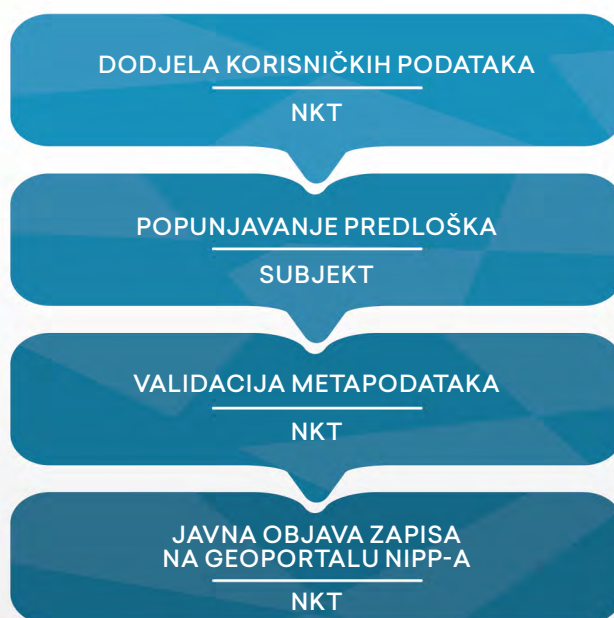 DODJELA KORISNIČKIH PODATAKA
NKT
POPUNJAVANJE PREDLOŠKA
SUBJEKT
VALIDACIJA METAPODATAKA
NKT
JAVNA OBJAVA ZAPISA
NA GEOPORTALU NIPP-A
NKT